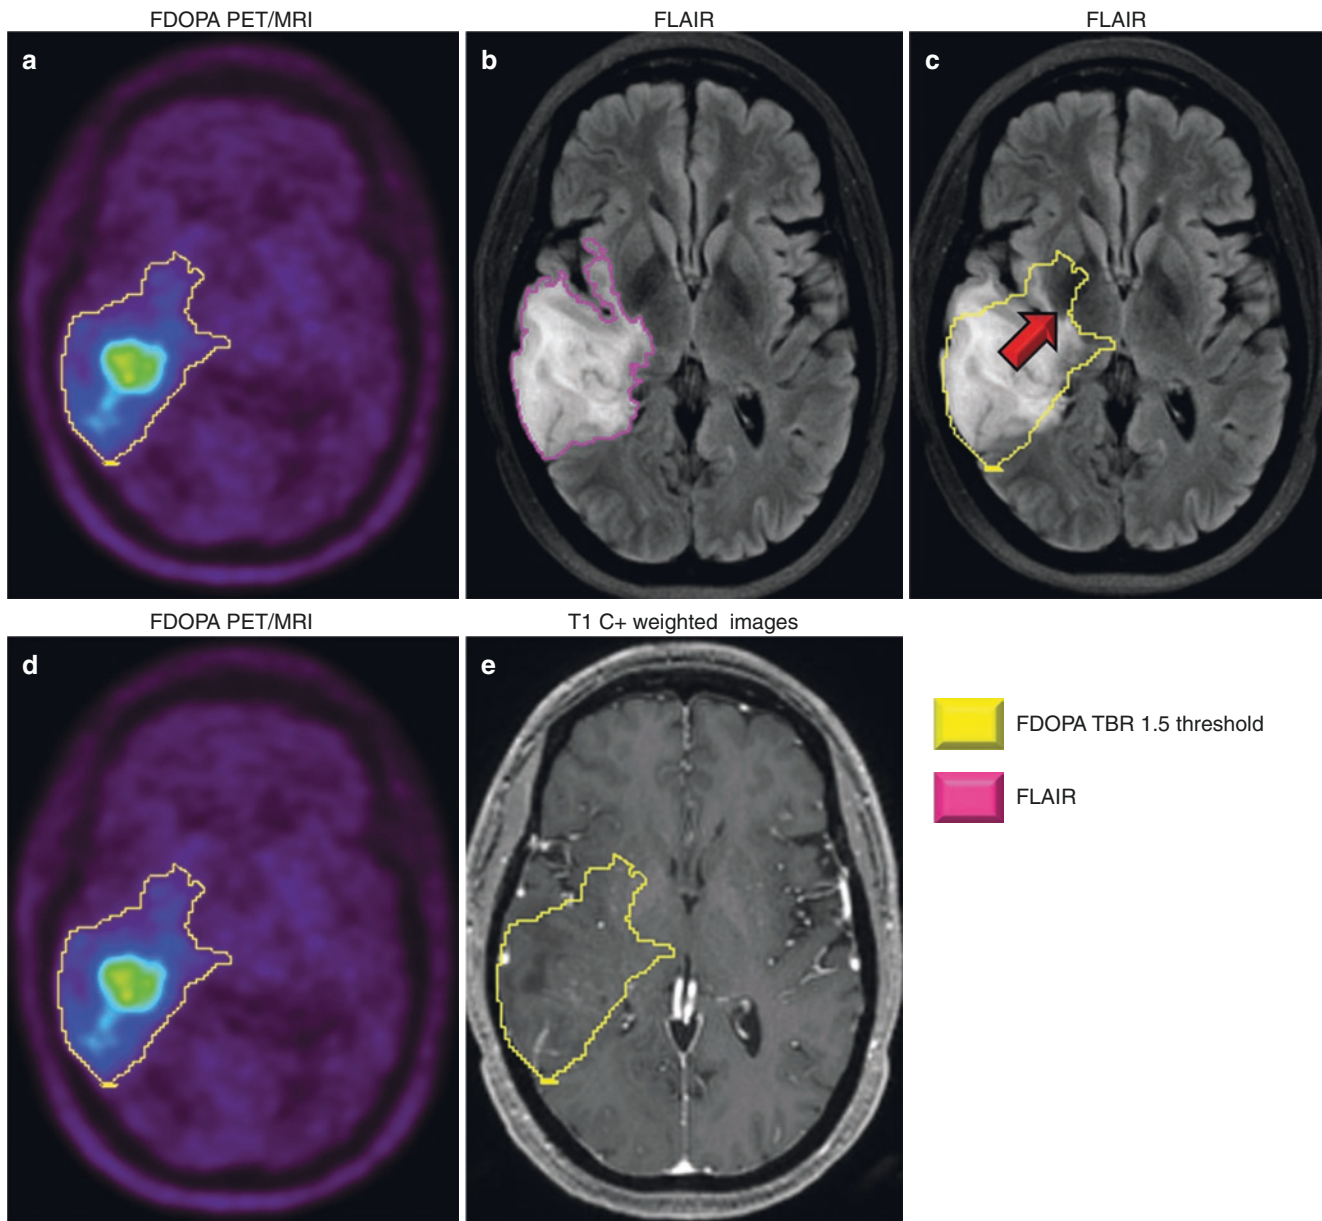 FDOPA PET/MRI
FLAIR
FLAIR
a
b
c
FDOPA PET/MRI
T1 C+ weighted images
d
e
FDOPA TBR 1.5 threshold
FLAIR